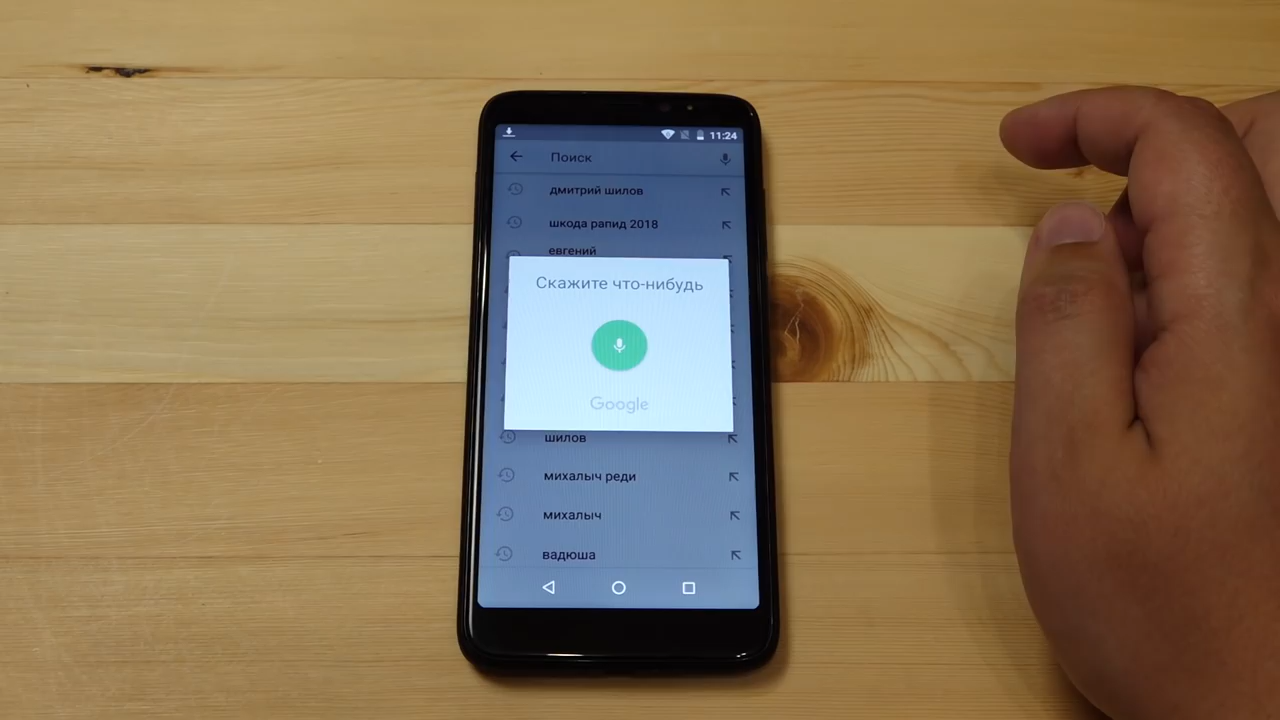 11:24
Поиск
дмитрий шилов
шкода рапид 2018
евгений
Скажите что-нибудь
Google
шилов
михалыч реди
михалыч
вадюша